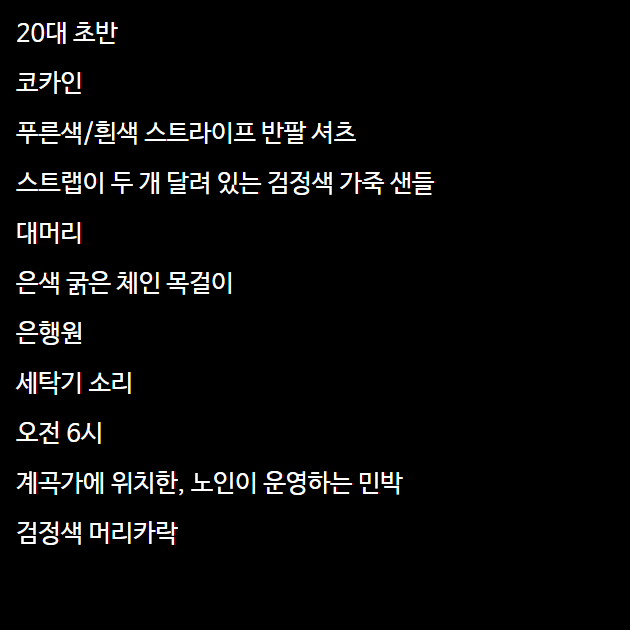 20대 초반
코카인
푸른색/흰색 스트라이프 반팔 셔츠
스트랩이 두 개 달려 있는 검정색 가죽 샌들
대머리
은색 굵은 체인 목걸이
은행원
세탁기 소리
오전 6시
계곡가에 위치한, 노인이 운영하는 민박
검정색 머리카락